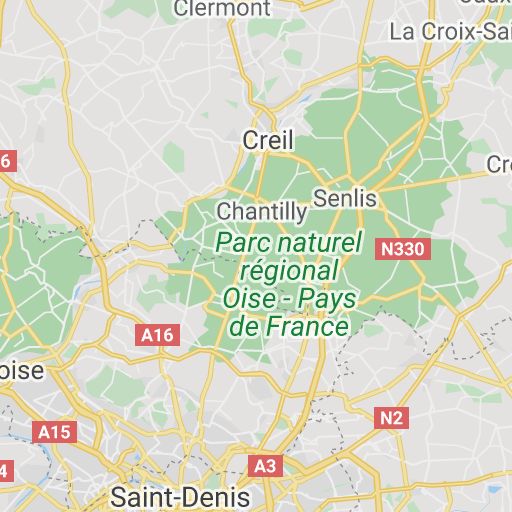 Clermont
La Croix-Sai
Creil
6
Cre
Senlis
Chantilly
Parc naturel
régional
Oise - Pays
de France
N330
A16
oise
N2
A15
A3
4
Saint-Denis